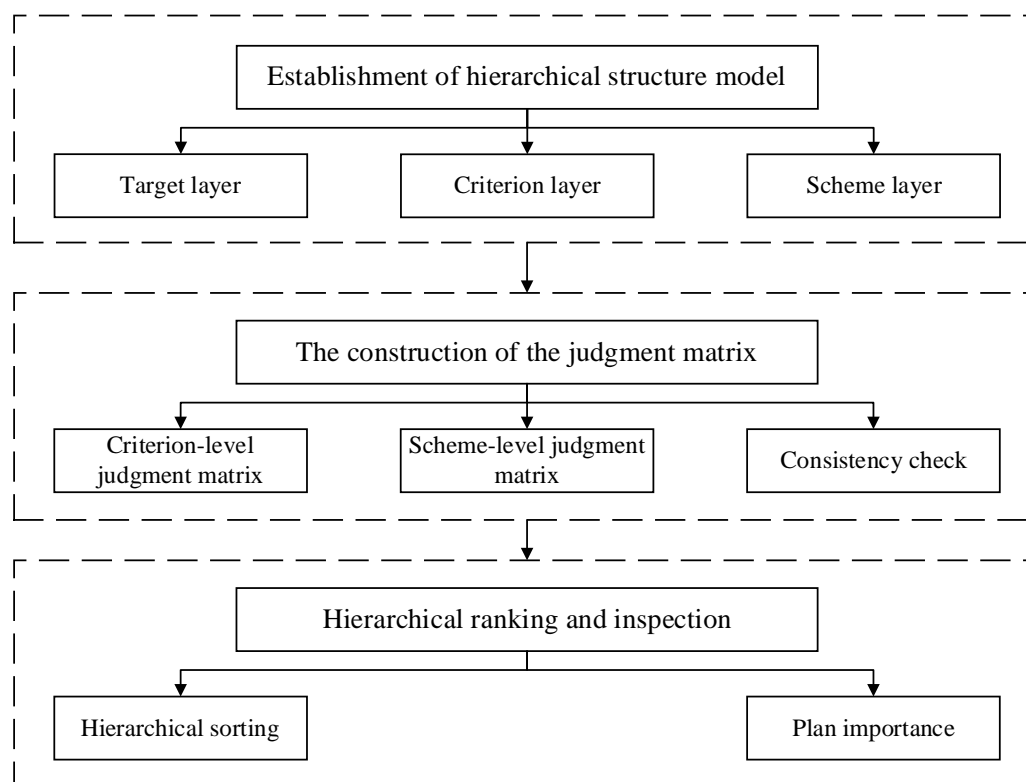 Establishment of hierarchical structure model
Target layer
Criterion layer
Scheme layer
The construction of the judgment matrix
Criterion-level
judgment matrix
Scheme-level judgment
matrix
Consistency check
Hierarchical ranking and inspection
Hierarchical sorting
Plan importance